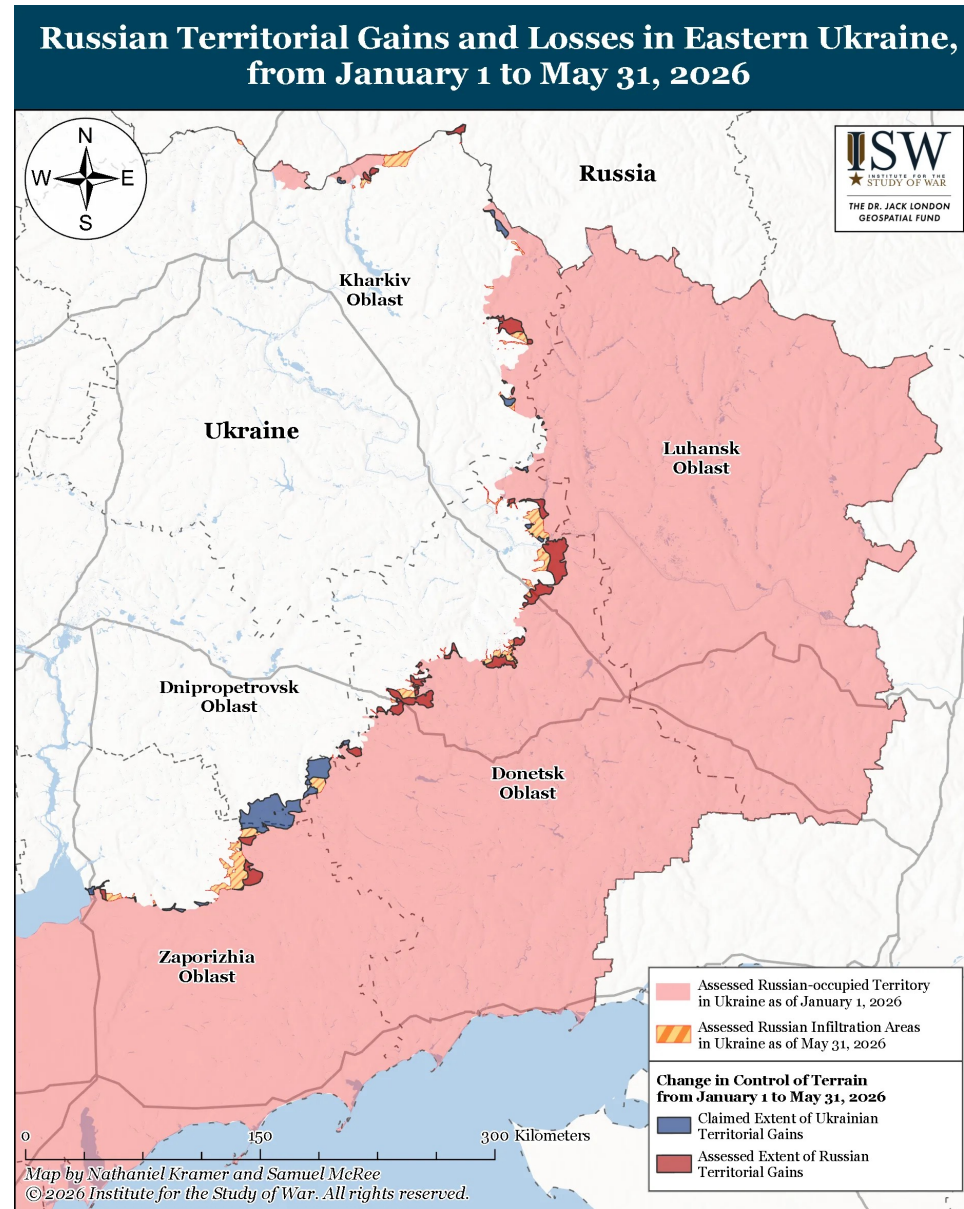 Russian Territorial Gains and Losses in Eastern Ukraine,
from January 1 to May 31, 2026
N
W
E
S
Russia
ISW
INSTITUTE FOR THE
STUDY OF WAR
THE DR. JACK LONDON
GEOSPATIAL FUND
Kharkiv
Oblast
Ukraine
Luhansk
Oblast
Dnipropetrovsk
Oblast
Donetsk
Oblast
Zaporizhia
Oblast
Assessed Russian-occupied Territory
in Ukraine as of January 1, 2026
Assessed Russian Infiltration Areas
in Ukraine as of May 31, 2026
Change in Control of Terrain
from January 1 to May 31, 2026
Claimed Extent of Ukrainian
Territorial Gains
Assessed Extent of Russian
Territorial Gains
0 150 300 Kilometers
Map by Nathaniel Kramer and Samuel McRee
© 2026 Institute for the Study of War. All rights reserved.